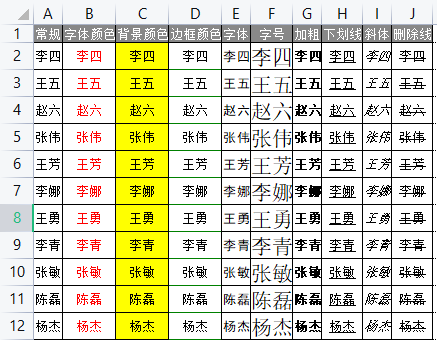 A B C D E F G H I J
1 常规 字体颜色 背景颜色 边框颜色 字体 字号 加粗 下划线 斜体 删除线
2 李四 李四 李四 李四 李四 李四 李四 李四 李四 李四
3 王五 王五 王五 王五 王五 王五 王五 王五 王五 王五
4 赵六 赵六 赵六 赵六 赵六 赵六 赵六 赵六 赵六 赵六
5 张伟 张伟 张伟 张伟 张伟 张伟 张伟 张伟 张伟 张伟
6 王芳 王芳 王芳 王芳 王芳 王芳 王芳 王芳 王芳 王芳
7 李娜 李娜 李娜 李娜 李娜 李娜 李娜 李娜 李娜 李娜
8 王勇 王勇 王勇 王勇 王勇 王勇 王勇 王勇 王勇 王勇
9 李青 李青 李青 李青 李青 李青 李青 李青 李青 李青
10 张敏 张敏 张敏 张敏 张敏 张敏 张敏 张敏 张敏 张敏
11 陈磊 陈磊 陈磊 陈磊 陈磊 陈磊 陈磊 陈磊 陈磊 陈磊
12 杨杰 杨杰 杨杰 杨杰 杨杰 杨杰 杨杰 杨杰 杨杰 杨杰